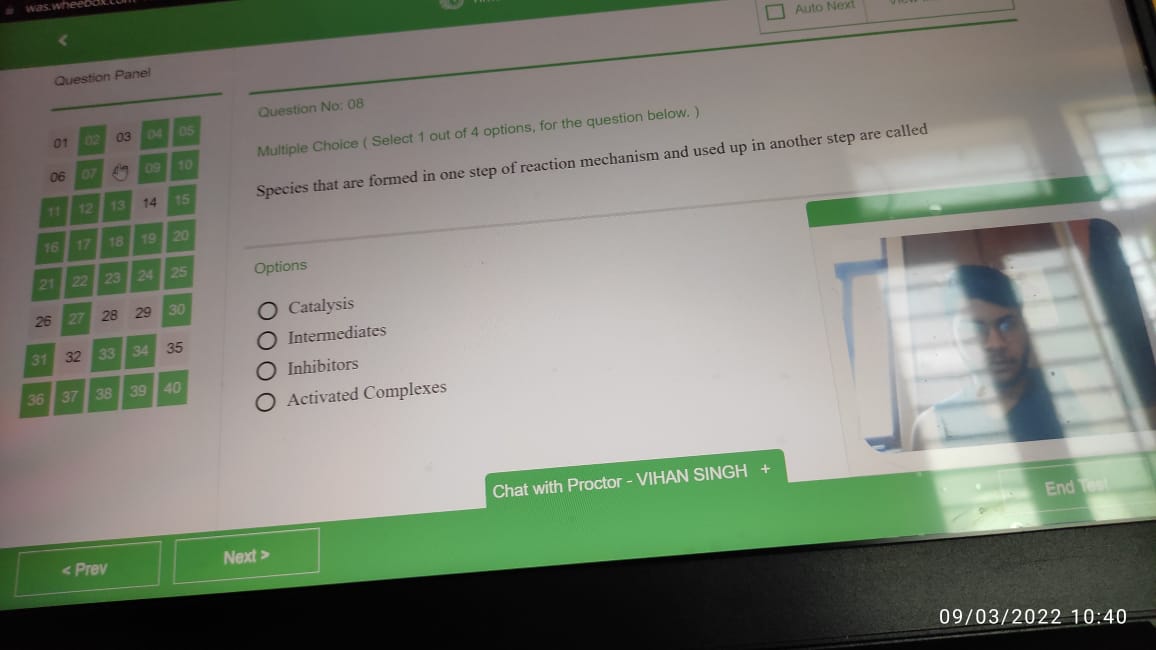 was.wheebox.com
<
Auto Next
Question Panel
Question No: 08
Multiple Choice ( Select 1 out of 4 options, for the question below. )
Species that are formed in one step of reaction mechanism and used up in another step are called
01 02 03 04 05
06 07 09 10
11 12 13 14 15
16 17 18 19 20
21 22 23 24 25
26 27 28 29 30
31 32 33 34 35
36 37 38 39 40
Options
Catalysis
Intermediates
Inhibitors
Activated Complexes
Chat with Proctor - VIHAN SINGH +
End Test
< Prev
Next >
09/03/2022 10:40